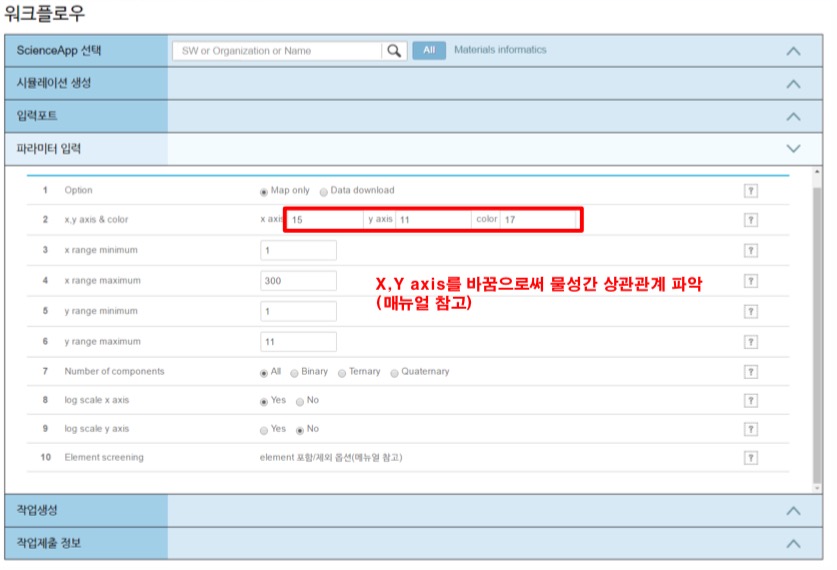 워크플로우
ScienceApp 선택 SW or Organization or Name All Materials informatics
시뮬레이션 생성
입력포트
파라미터 입력
1 Option Map only Data download ?
2 x,y axis & color x axis 15 y axis 11 color 17 ?
3 x range minimum 1 ?
4 x range maximum 300 ?
X,Y axis를 바꿈으로써 물성간 상관관계 파악
(매뉴얼 참고)
5 y range minimum 1 ?
6 y range maximum 11 ?
7 Number of components All Binary Ternary Quaternary ?
8 log scale x axis Yes No ?
9 log scale y axis Yes No ?
10 Element screening element 포함/제외 옵션(메뉴얼 참고) ?
작업생성
작업제출 정보